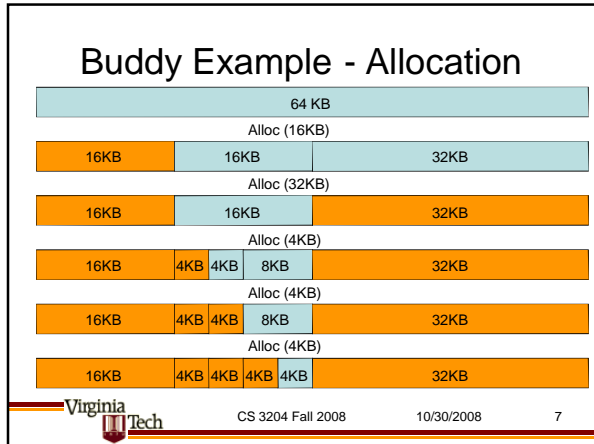 Buddy Example - Allocation
64 KB
Alloc (16KB)
16KB 16KB 32KB
Alloc (32KB)
16KB 16KB 32KB
Alloc (4KB)
16KB 4KB 4KB 8KB 32KB
Alloc (4KB)
16KB 4KB 4KB 8KB 32KB
Alloc (4KB)
16KB 4KB 4KB 4KB 4KB 32KB
Virginia Tech CS 3204 Fall 2008 10/30/2008 7